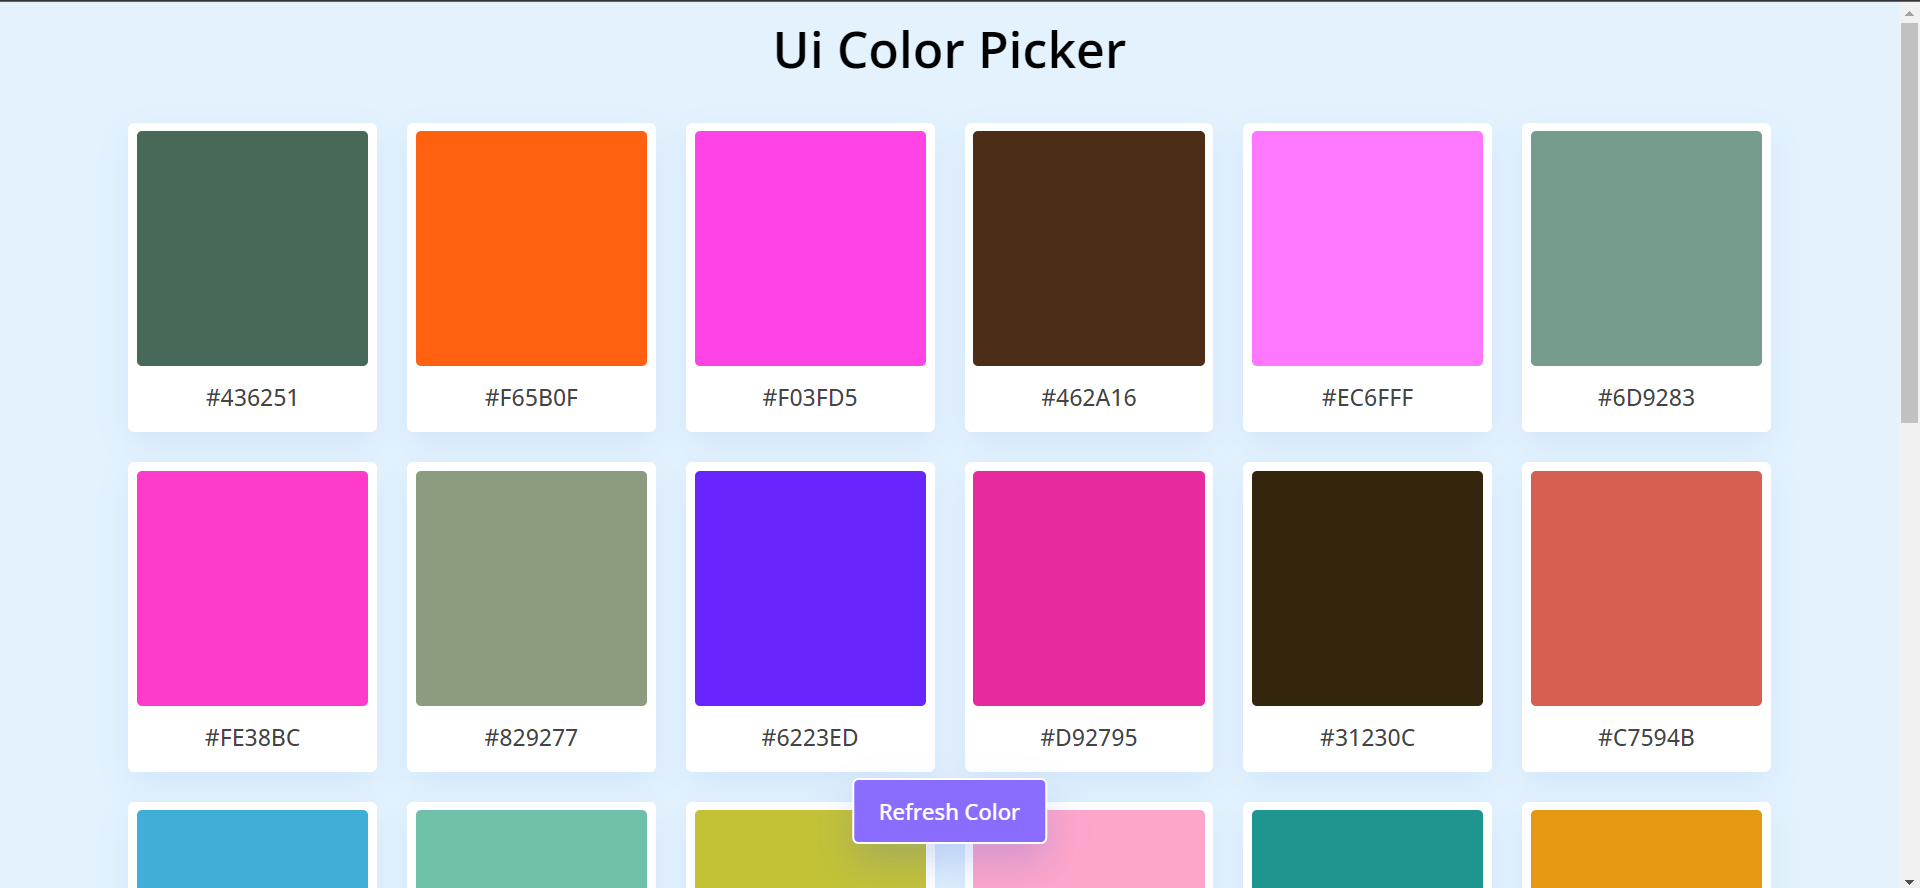 Ui Color Picker
#436251
#F65B0F
#F03FD5
#462A16
#EC6FFF
#6D9283
#FE38BC
#829277
#6223ED
#D92795
#31230C
#C7594B
Refresh Color